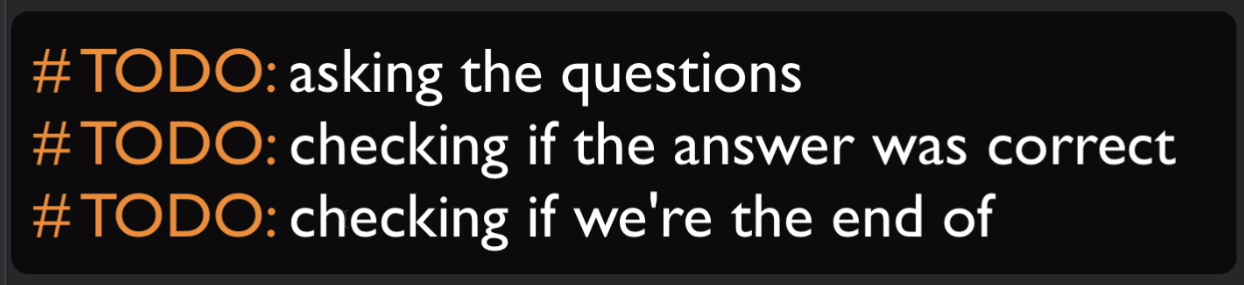 # TODO: asking the questions
# TODO: checking if the answer was correct
# TODO: checking if we're the end of